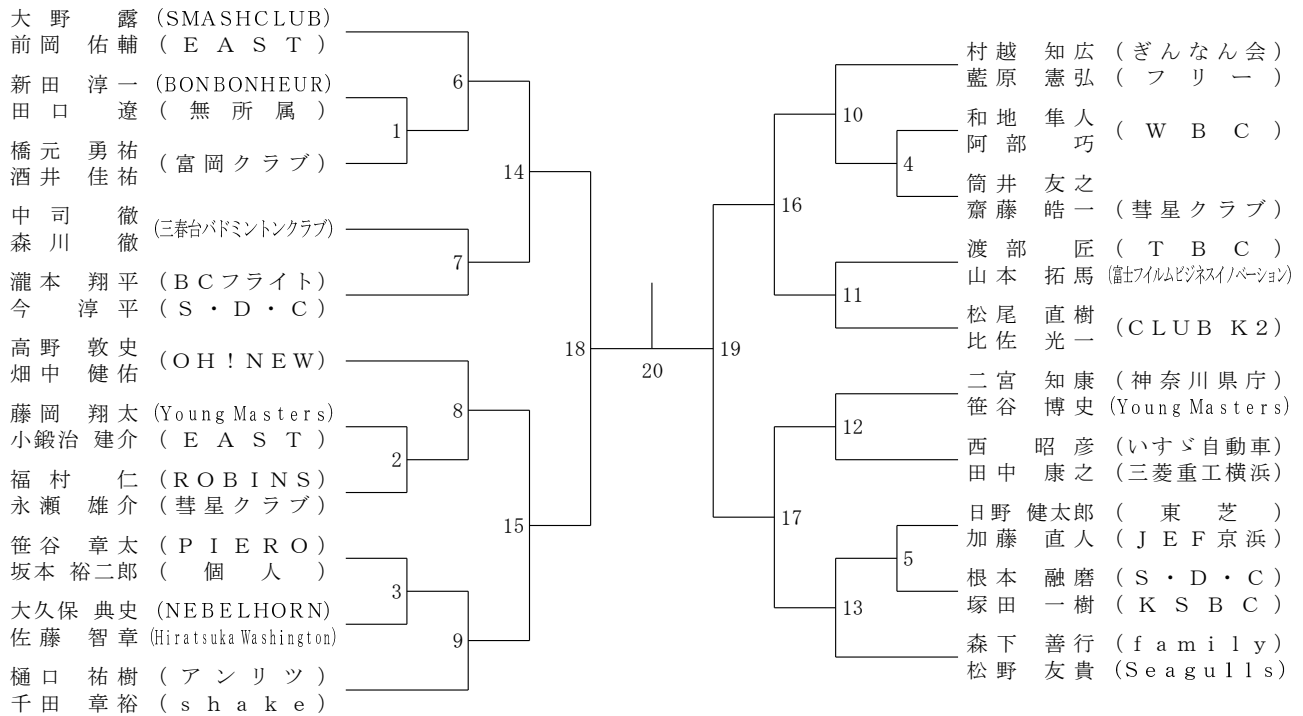 大野 露 (SMASHCLUB)
前岡 佑輔 (EAST)
新田 淳一 (BONBONHEUR)
田口 遼 (無所属)
橋元 勇祐
酒井 佳祐
(富岡クラブ)
中司 徹
森川 徹
(三春台バドミントンクラブ)
瀧本 翔平 (BCフライト)
今 淳平 (S・D・C)
高野 敦史
畑中 健佑
(OH!NEW)
藤岡 翔太 (Young Masters)
小鍛治 建介 (EAST)
福村 仁 (ROBINS)
永瀬 雄介 (彗星クラブ)
笹谷 章太 (PIERO)
坂本 裕二郎 (個人)
大久保 典史 (NEBELHORN)
佐藤 智章 (Hiratsuka Washington)
樋口 祐樹 (アンリツ)
千田 章裕 (shake)
1
2
3
6
7
8
9
14
15
18
20
19
16
17
10
11
12
13
4
5
村越 知広 (ぎんなん会)
藍原 憲弘 (フリー)
和地 隼人
阿部 巧
(WBC)
筒井 友之
齋藤 皓一 (彗星クラブ)
渡部 匠 (TBC)
山本 拓馬 (富士フイルムビジネスイノベーション)
松尾 直樹
比佐 光一
(CLUB K2)
二宮 知康 (神奈川県庁)
笹谷 博史 (Young Masters)
西 昭彦 (いすゞ自動車)
田中 康之 (三菱重工横浜)
日野 健太郎 (東芝)
加藤 直人 (JEF京浜)
根本 融磨 (S・D・C)
塚田 一樹 (KSBC)
森下 善行 (family)
松野 友貴 (Seagulls)